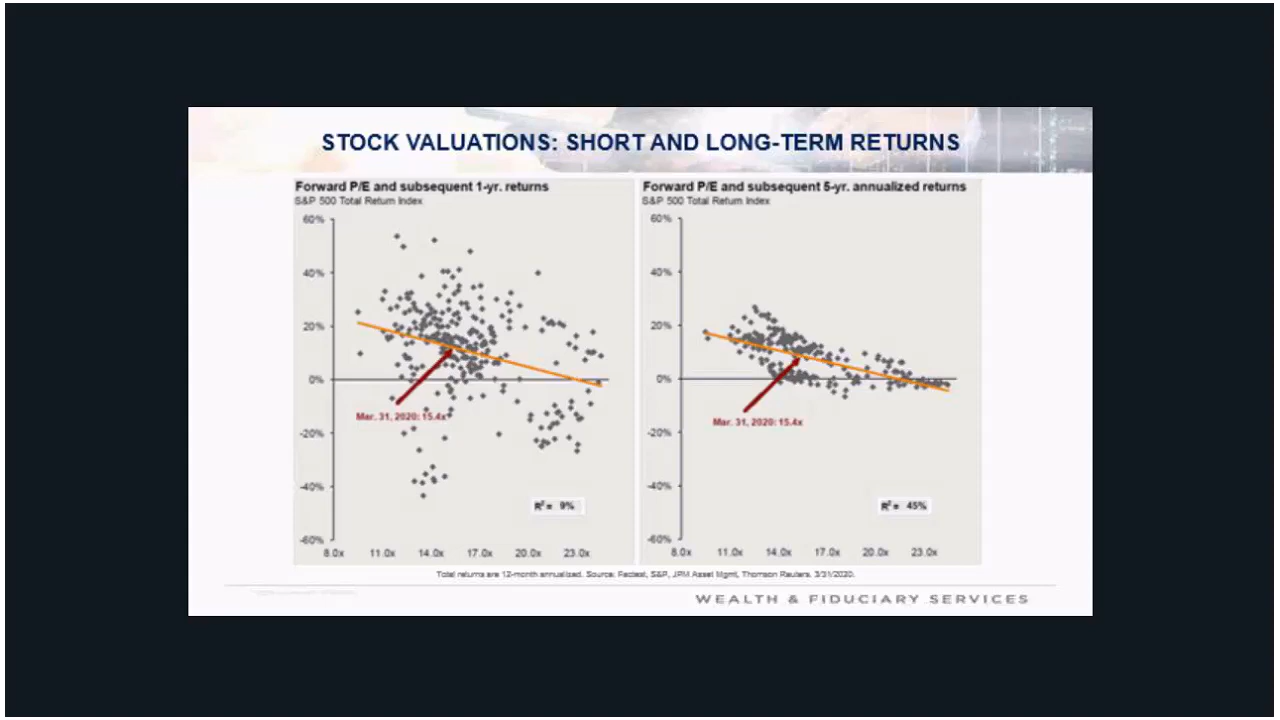 STOCK VALUATIONS: SHORT AND LONG-TERM RETURNS
Forward P/E and subsequent 1-yr. returns
S&P 500 Total Return Index
60%
40%
20%
0%
-20%
-40%
-60%
8.0x 11.0x 14.0x 17.0x 20.0x 23.0x
Mar. 31, 2020: 15.4x
R² = 9%
Forward P/E and subsequent 5-yr. annualized returns
S&P 500 Total Return Index
60%
40%
20%
0%
-20%
-40%
-60%
8.0x 11.0x 14.0x 17.0x 20.0x 23.0x
Mar. 31, 2020: 15.4x
R² = 45%
Total returns are 12-month annualized. Source: Factset, S&P, JPM Asset Mgmt, Thomson Reuters. 3/31/2020.
WEALTH & FIDUCIARY SERVICES